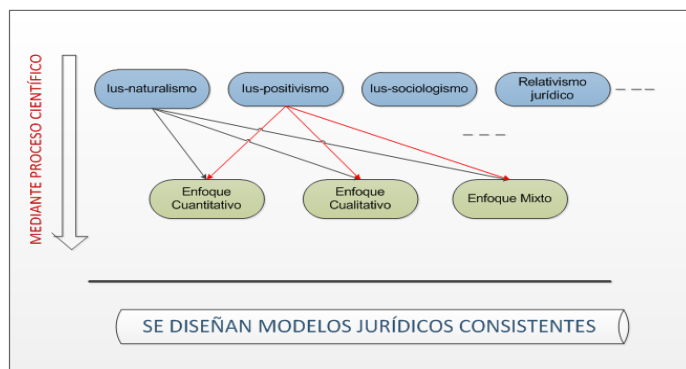 MEDIANTE PROCESO CIENTÍFICO
Ius-naturalismo
Ius-positivismo
Ius-sociologismo
Relativismo
jurídico
Enfoque
Cuantitativo
Enfoque
Cualitativo
Enfoque Mixto
SE DISEÑAN MODELOS JURÍDICOS CONSISTENTES